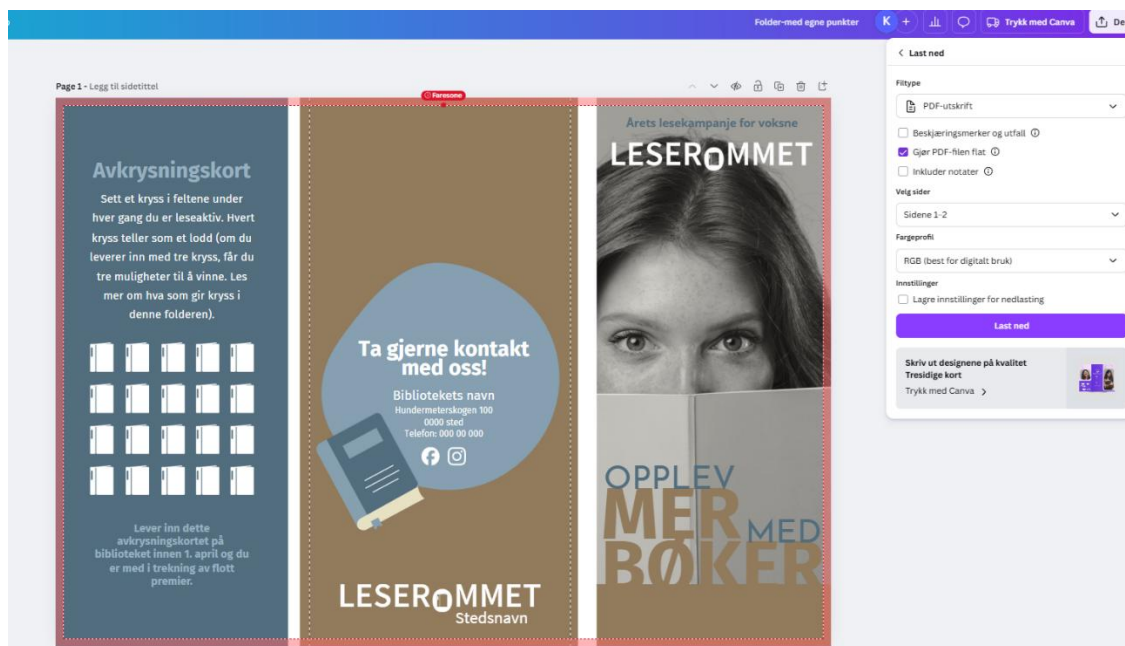 Folder-med egne punkter
K
+
Trykk med Canva
De
Last ned
Filtype
PDF-utskrift
Beskjæringsmerker og utfall
Gjør PDF-filen flat
Inkluder notater
Velg sider
Sidene 1-2
Fargeprofil
RGB (best for digitalt bruk)
Innstillinger
Lagre innstillinger for nedlasting
Last ned
Skriv ut designene på kvalitet
Tresidige kort
Trykk med Canva
Page 1 - Legg til sidetittel
Faresone
Avkrysningskort
Sett et kryss i feltene under
hver gang du er leseaktiv. Hvert
kryss teller som et lodd (om du
leverer inn med tre kryss, får du
tre muligheter til å vinne. Les
mer om hva som gir kryss i
denne folderen).
Lever inn dette
avkrysningskortet på
biblioteket innen 1. april og du
er med i trekning av flott
premier.
Ta gjerne kontakt
med oss!
Bibliotekets navn
Hundermeterskogen 100
0000 sted
Telefon: 000 00 000
LESEROMMET
Stedsnavn
Årets lesekampanje for voksne
LESEROMMET
OPPLEV
MER
MED
BØKER